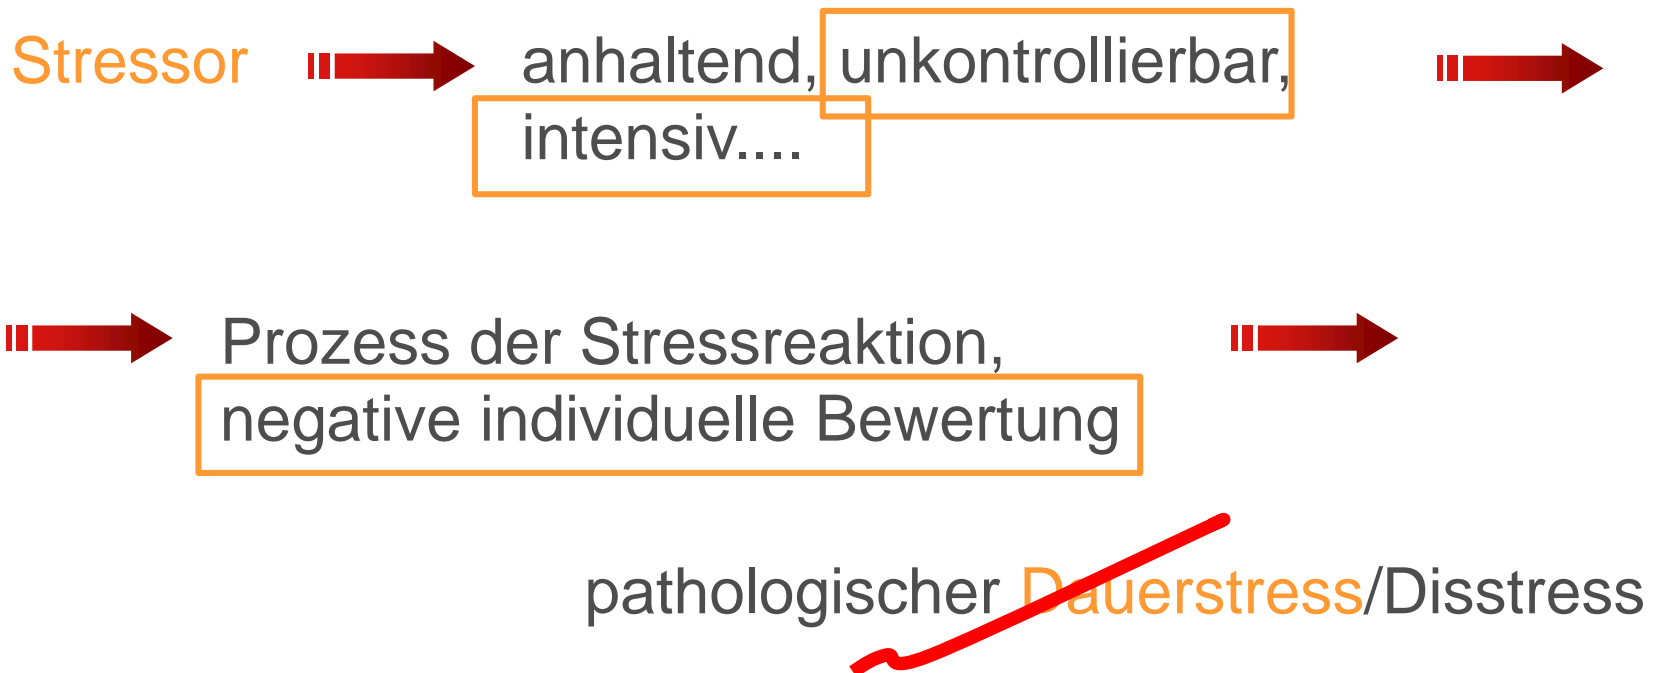 Stressor anhaltend, unkontrollierbar,
intensiv....
Prozess der Stressreaktion,
negative individuelle Bewertung
pathologischer Dauerstress/Disstress